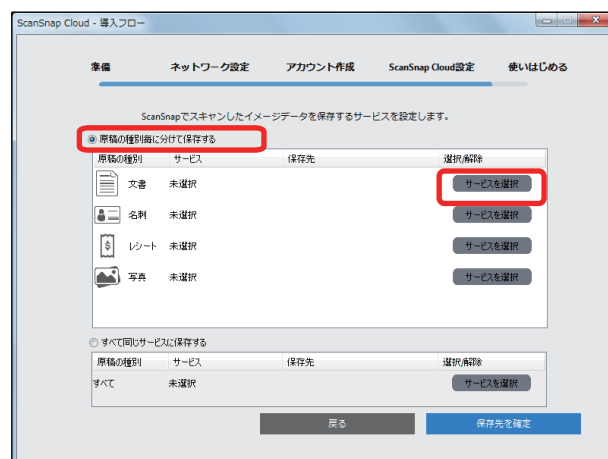 ScanSnap Cloud - 導入フロー
準備 ネットワーク設定 アカウント作成 ScanSnap Cloud設定 使いはじめる
ScanSnapでスキャンしたイメージデータを保存するサービスを設定します。
原稿の種別毎に分けて保存する
原稿の種別 サービス 保存先 選択/解除
文書 未選択 サービスを選択
名刺 未選択 サービスを選択
レシート 未選択 サービスを選択
写真 未選択 サービスを選択
すべて同じサービスに保存する
原稿の種別 サービス 保存先 選択/解除
すべて 未選択 サービスを選択
戻る 保存先を確定